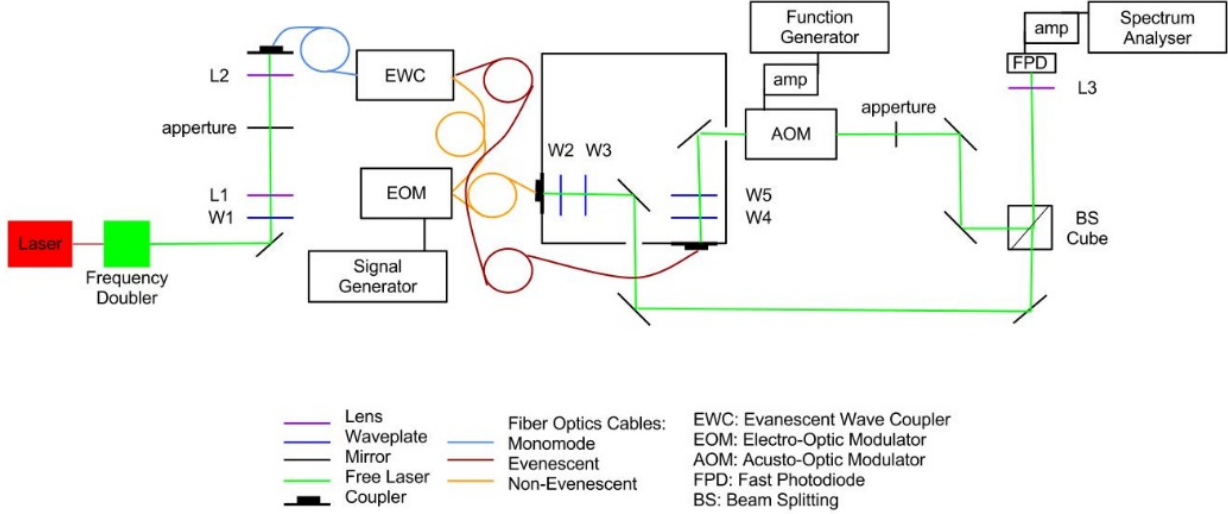 Function
Generator
Spectrum
Analyser
amp
FPD
L2
EWC
amp
L3
apperture
AOM
apperture
W2 W3
L1
EOM
W5
W1
W4
BS
Cube
Laser
Frequency
Doubler
Signal
Generator
Lens
Waveplate
Mirror
Free Laser
Coupler
Fiber Optics Cables:
Monomode
Evenescent
Non-Evenescent
EWC: Evanescent Wave Coupler
EOM: Electro-Optic Modulator
AOM: Acusto-Optic Modulator
FPD: Fast Photodiode
BS: Beam Splitting